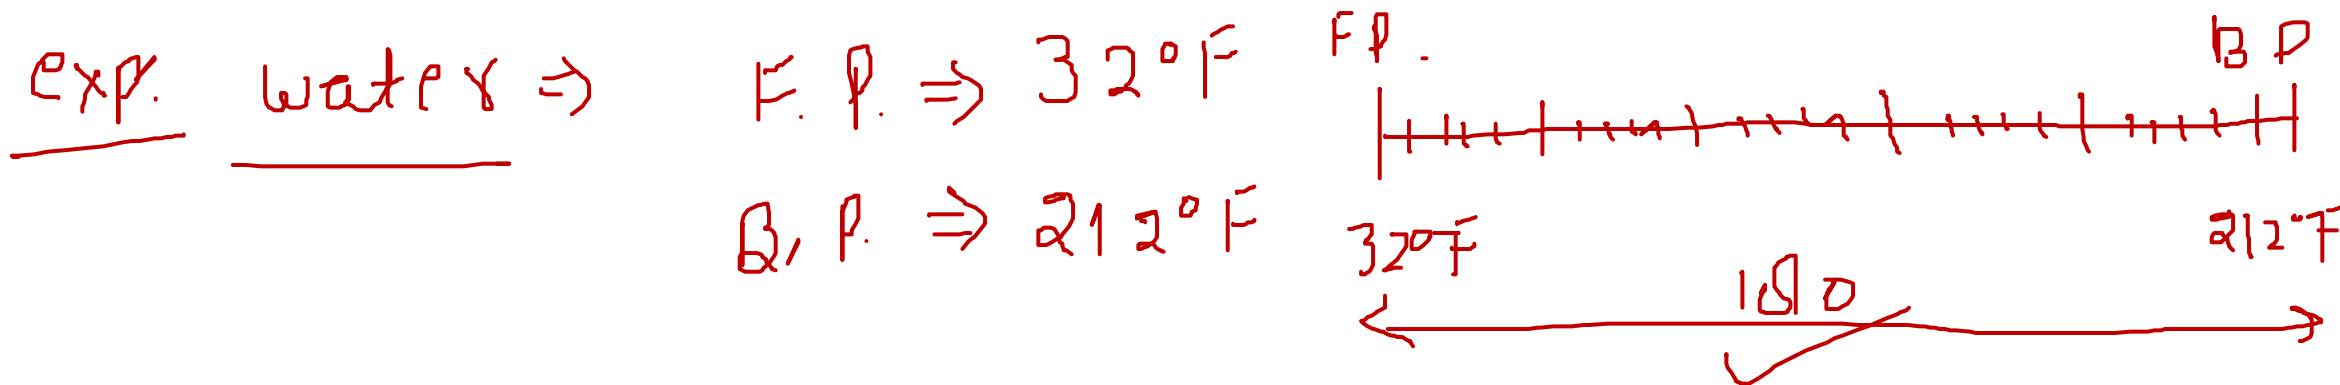 exp. water ⇒ F. P. ⇒ 32°F
B. P. ⇒ 212°F
F P. B P
32°F 212°F
180